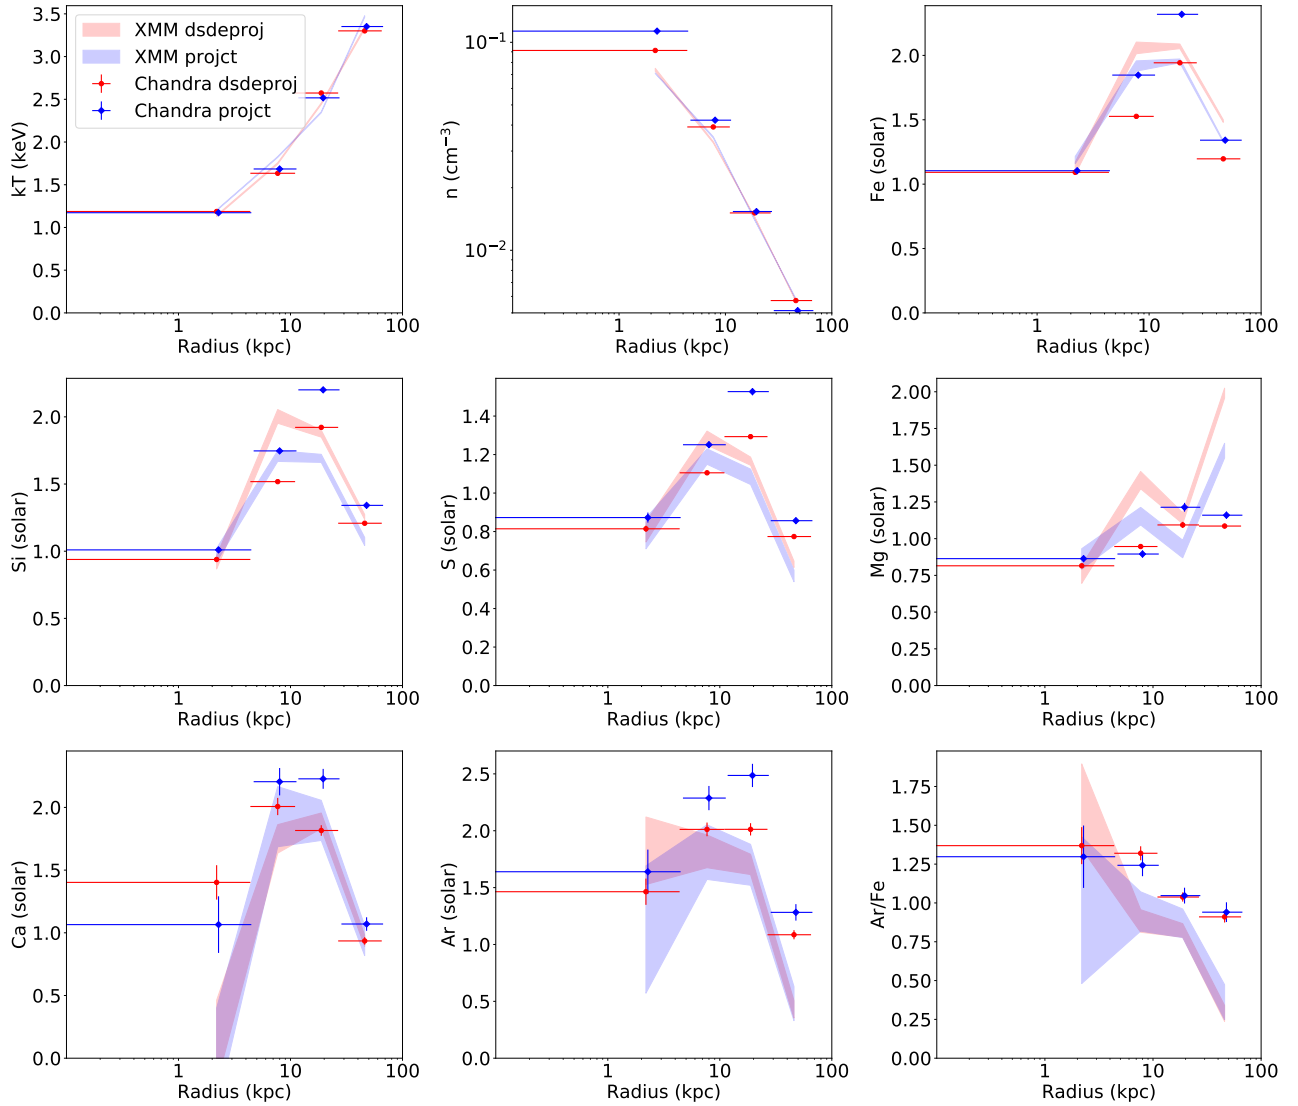 3.5
3.0
2.5
2.0
1.5
1.0
0.5
0.0
kT (keV)
XMM dsdeproj
XMM projct
Chandra dsdeproj
Chandra projct
1 10 100
Radius (kpc)
10⁻¹
10⁻²
n (cm⁻³)
1 10 100
Radius (kpc)
2.0
1.5
1.0
0.5
0.0
Fe (solar)
1 10 100
Radius (kpc)
2.0
1.5
1.0
0.5
0.0
Si (solar)
1 10 100
Radius (kpc)
1.4
1.2
1.0
0.8
0.6
0.4
0.2
0.0
S (solar)
1 10 100
Radius (kpc)
2.00
1.75
1.50
1.25
1.00
0.75
0.50
0.25
0.00
Mg (solar)
1 10 100
Radius (kpc)
2.0
1.5
1.0
0.5
0.0
Ca (solar)
1 10 100
Radius (kpc)
2.5
2.0
1.5
1.0
0.5
0.0
Ar (solar)
1 10 100
Radius (kpc)
1.75
1.50
1.25
1.00
0.75
0.50
0.25
0.00
Ar/Fe
1 10 100
Radius (kpc)